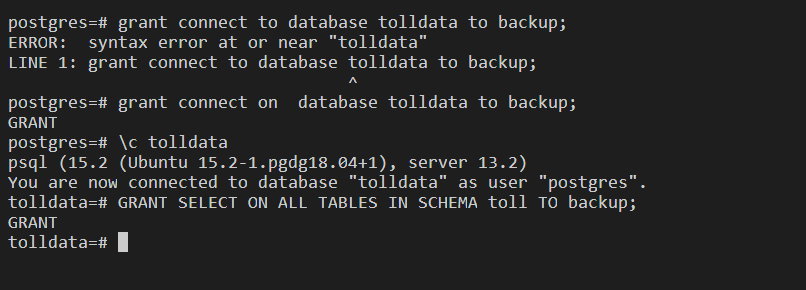 postgres=# grant connect to database tolldata to backup;
ERROR:  syntax error at or near "tolldata"
LINE 1: grant connect to database tolldata to backup;
                                  ^
postgres=# grant connect on  database tolldata to backup;
GRANT
postgres=# \c tolldata
psql (15.2 (Ubuntu 15.2-1.pgdg18.04+1), server 13.2)
You are now connected to database "tolldata" as user "postgres".
tolldata=# GRANT SELECT ON ALL TABLES IN SCHEMA toll TO backup;
GRANT
tolldata=#